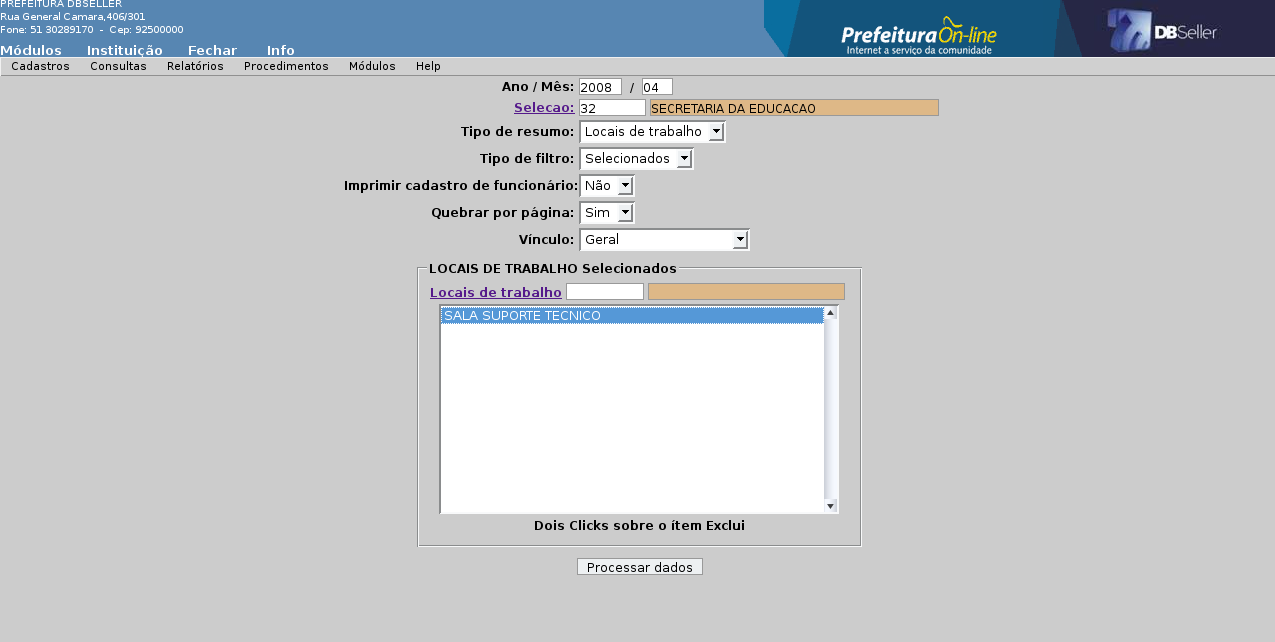 PREFEITURA DBSELLER
Rua General Camara,406/301
Fone: 51 30289170 - Cep: 92500000
Prefeitura On-line
Internet a serviço da comunidade
DBSeller
Módulos Instituição Fechar Info
Cadastros Consultas Relatórios Procedimentos Módulos Help
Ano / Mês: 2008 / 04
Selecao: 32 SECRETARIA DA EDUCACAO
Tipo de resumo: Locais de trabalho
Tipo de filtro: Selecionados
Imprimir cadastro de funcionário: Não
Quebrar por página: Sim
Vínculo: Geral
LOCAIS DE TRABALHO Selecionados
Locais de trabalho
SALA SUPORTE TECNICO
Dois Clicks sobre o ítem Exclui
Processar dados